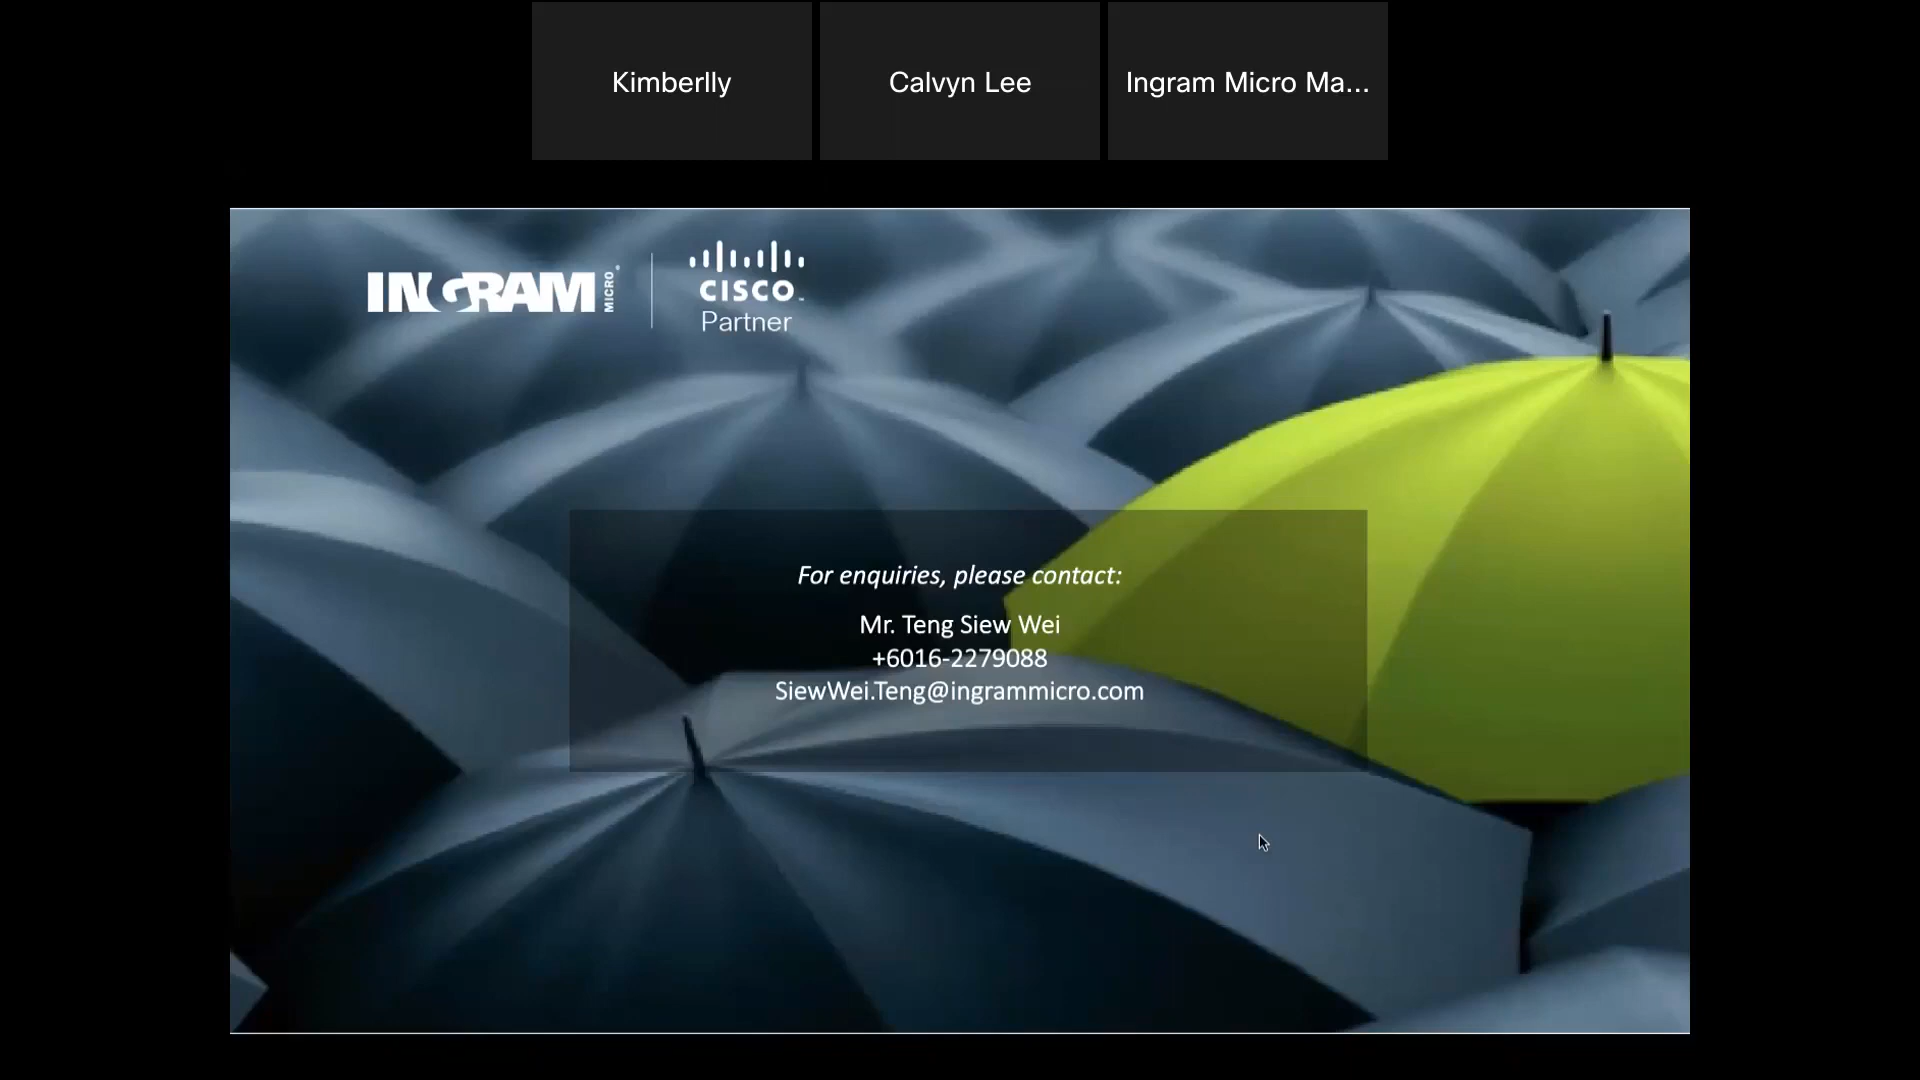 Kimberlly
Calvyn Lee
Ingram Micro Ma...
INGRAM MICRO
CISCO
Partner
For enquiries, please contact:
Mr. Teng Siew Wei
+6016-2279088
SiewWei.Teng@ingrammicro.com